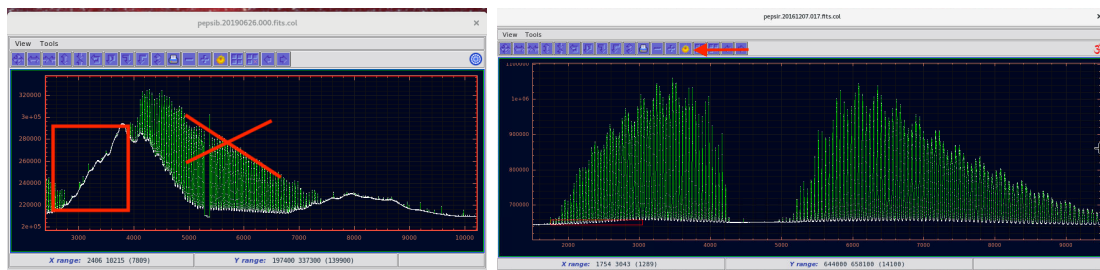 pepsib.20190626.000.fits.col
View Tools
320000
3e+05
280000
260000
240000
220000
2e+05
3000 4000 5000 6000 7000 8000 9000 10000
X range: 2406 10215 (7809) Y range: 197400 337300 (139900)
pepsir.20161207.017.fits.col
View Tools
3
1100000
1e+06
900000
800000
700000
2000 3000 4000 5000 6000 7000 8000 9000
X range: 1754 3043 (1289) Y range: 644000 658100 (14100)